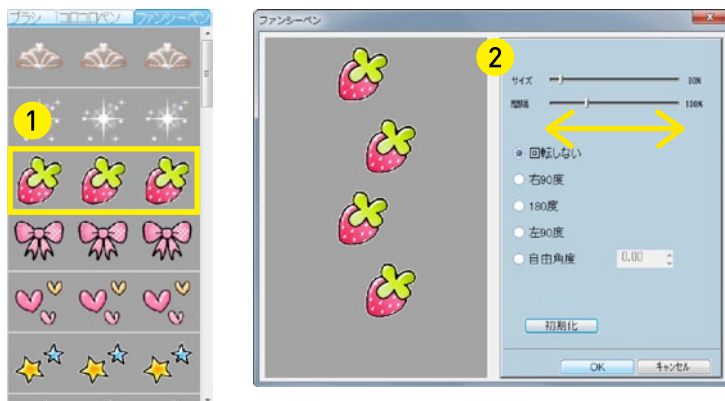 ブラシ コロコロペン ファンシーペン
1
ファンシーペン
2
サイズ 30%
間隔 130%
回転しない
右90度
180度
左90度
自由角度 0.00
初期化
OK キャンセル